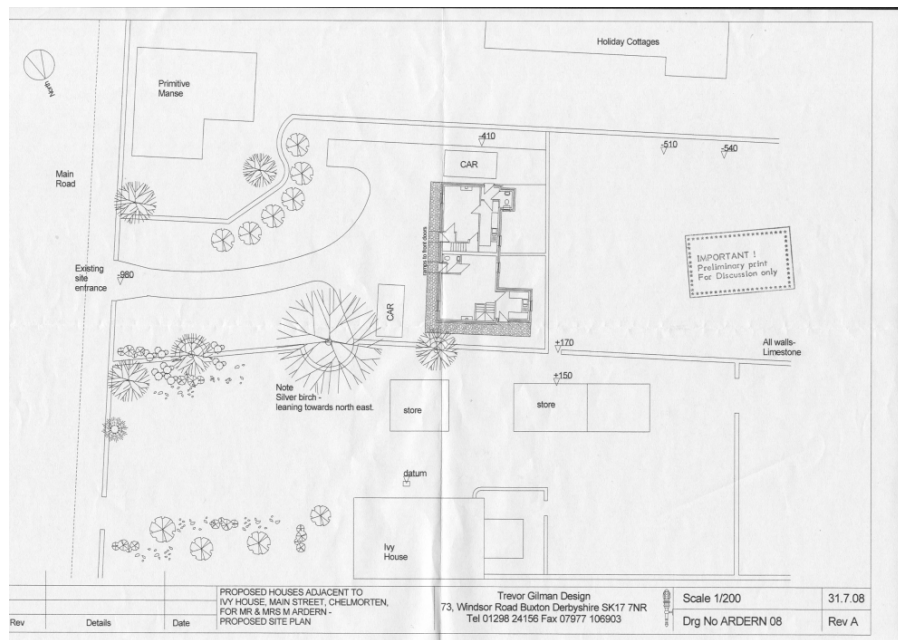 Holiday Cottages
North
Primitive
Manse
410
510
540
CAR
Main
Road
ramps to front doors
IMPORTANT !
Preliminary print
For Discussion only
Existing
site
entrance
980
CAR
+170
All walls-
Limestone
+150
Note
Silver birch -
leaning towards north east.
store
store
datum
Ivy
House
Rev
Details
Date
PROPOSED HOUSES ADJACENT TO
IVY HOUSE, MAIN STREET, CHELMORTEN,
FOR MR & MRS M ARDERN -
PROPOSED SITE PLAN
Trevor Gilman Design
73, Windsor Road Buxton Derbyshire SK17 7NR
Tel 01298 24156 Fax 07977 106903
Scale 1/200
31.7.08
Drg No ARDERN 08
Rev A